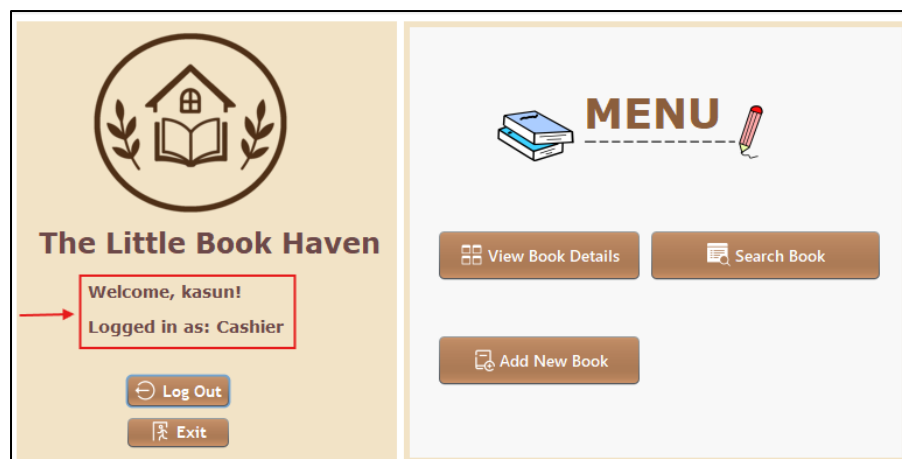 The Little Book Haven
Welcome, kasun!
Logged in as: Cashier
Log Out
Exit
MENU
View Book Details
Search Book
Add New Book